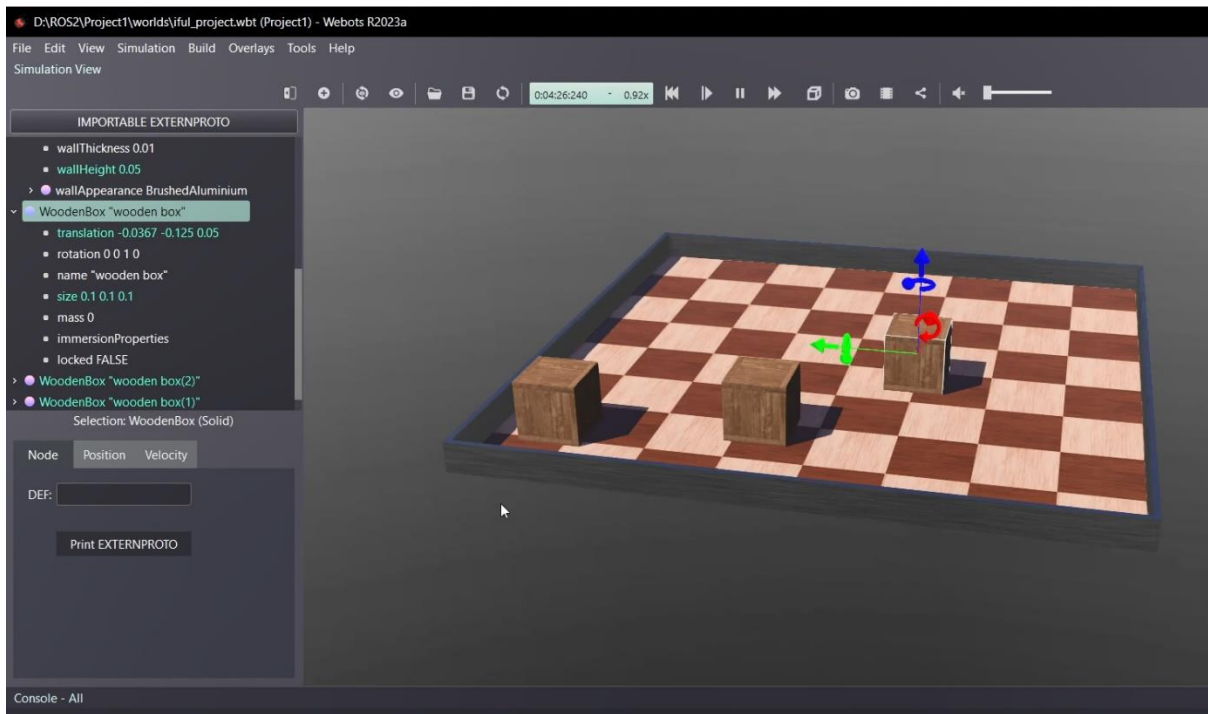 D:\ROS2\Project1\worlds\iful_project.wbt (Project1) - Webots R2023a
File Edit View Simulation Build Overlays Tools Help
Simulation View
0:04:26:240 - 0.92x
IMPORTABLE EXTERNPROTO
wallThickness 0.01
wallHeight 0.05
wallAppearance BrushedAluminium
WoodenBox "wooden box"
translation -0.0367 -0.125 0.05
rotation 0 0 1 0
name "wooden box"
size 0.1 0.1 0.1
mass 0
immersionProperties
locked FALSE
WoodenBox "wooden box(2)"
WoodenBox "wooden box(1)"
Selection: WoodenBox (Solid)
Node Position Velocity
DEF:
Print EXTERNPROTO
Console - All